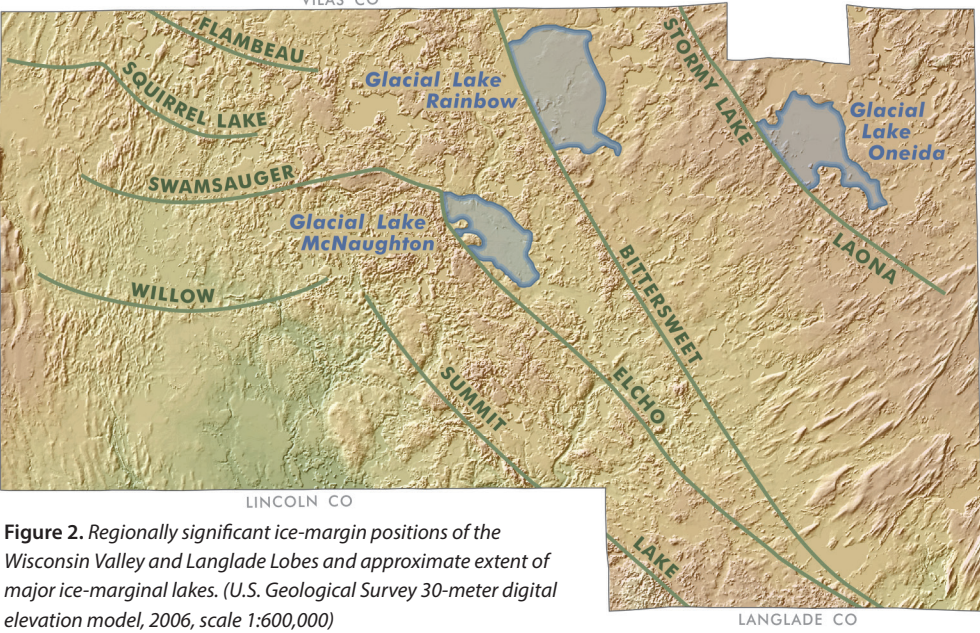 VILAS CO
FLAMBEAU
SQUIRREL LAKE
SWAMSAUGER
WILLOW
Glacial Lake
Rainbow
STORMY LAKE
Glacial
Lake
Oneida
LAONA
Glacial Lake
McNaughton
BITTERSWEET
ELCHO
SUMMIT
LAKE
LINCOLN CO
LANGLADE CO
Figure 2. Regionally significant ice-margin positions of the
Wisconsin Valley and Langlade Lobes and approximate extent of
major ice-marginal lakes. (U.S. Geological Survey 30-meter digital
elevation model, 2006, scale 1:600,000)